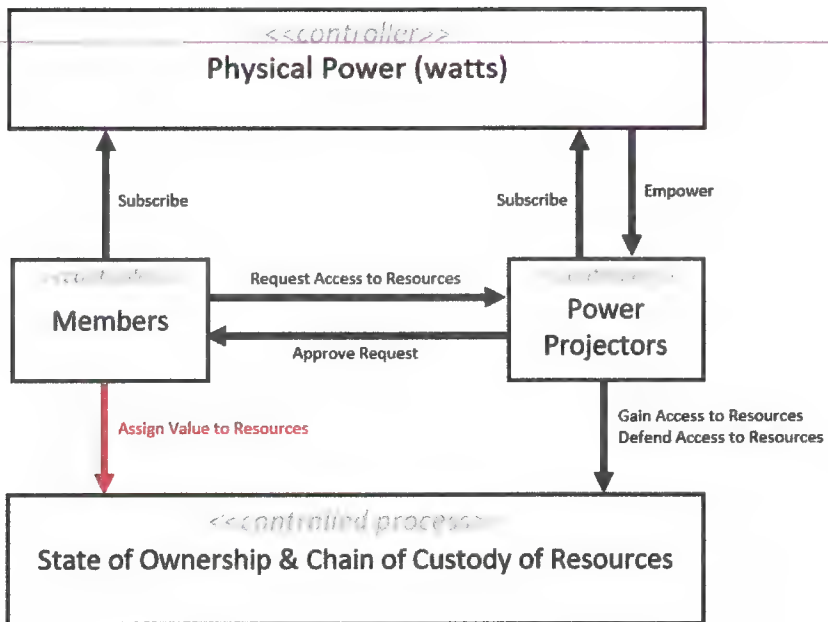 <<controller>>
Physical Power (watts)
Subscribe
Subscribe
Empower
Members
Request Access to Resources
Approve Request
Power
Projectors
Assign Value to Resources
Gain Access to Resources
Defend Access to Resources
<<controlled process>>
State of Ownership & Chain of Custody of Resources